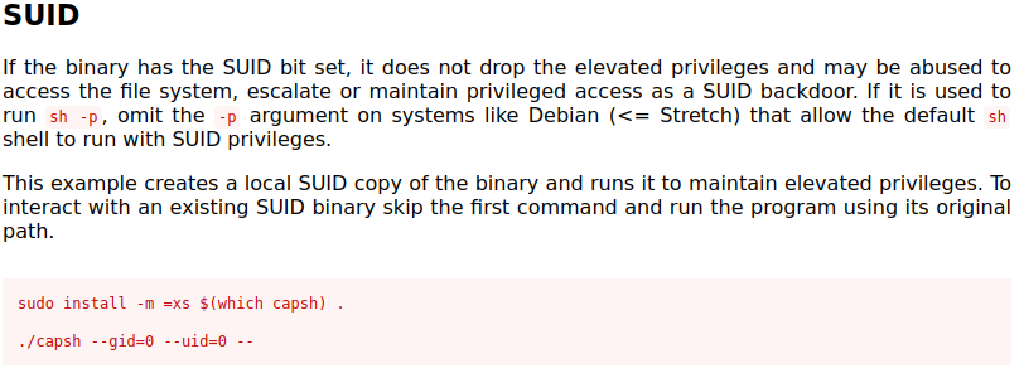 SUID
If the binary has the SUID bit set, it does not drop the elevated privileges and may be abused to
access the file system, escalate or maintain privileged access as a SUID backdoor. If it is used to
run sh -p, omit the -p argument on systems like Debian (<= Stretch) that allow the default sh
shell to run with SUID privileges.
This example creates a local SUID copy of the binary and runs it to maintain elevated privileges. To
interact with an existing SUID binary skip the first command and run the program using its original
path.
sudo install -m =xs $(which capsh) .
./capsh --gid=0 --uid=0 --